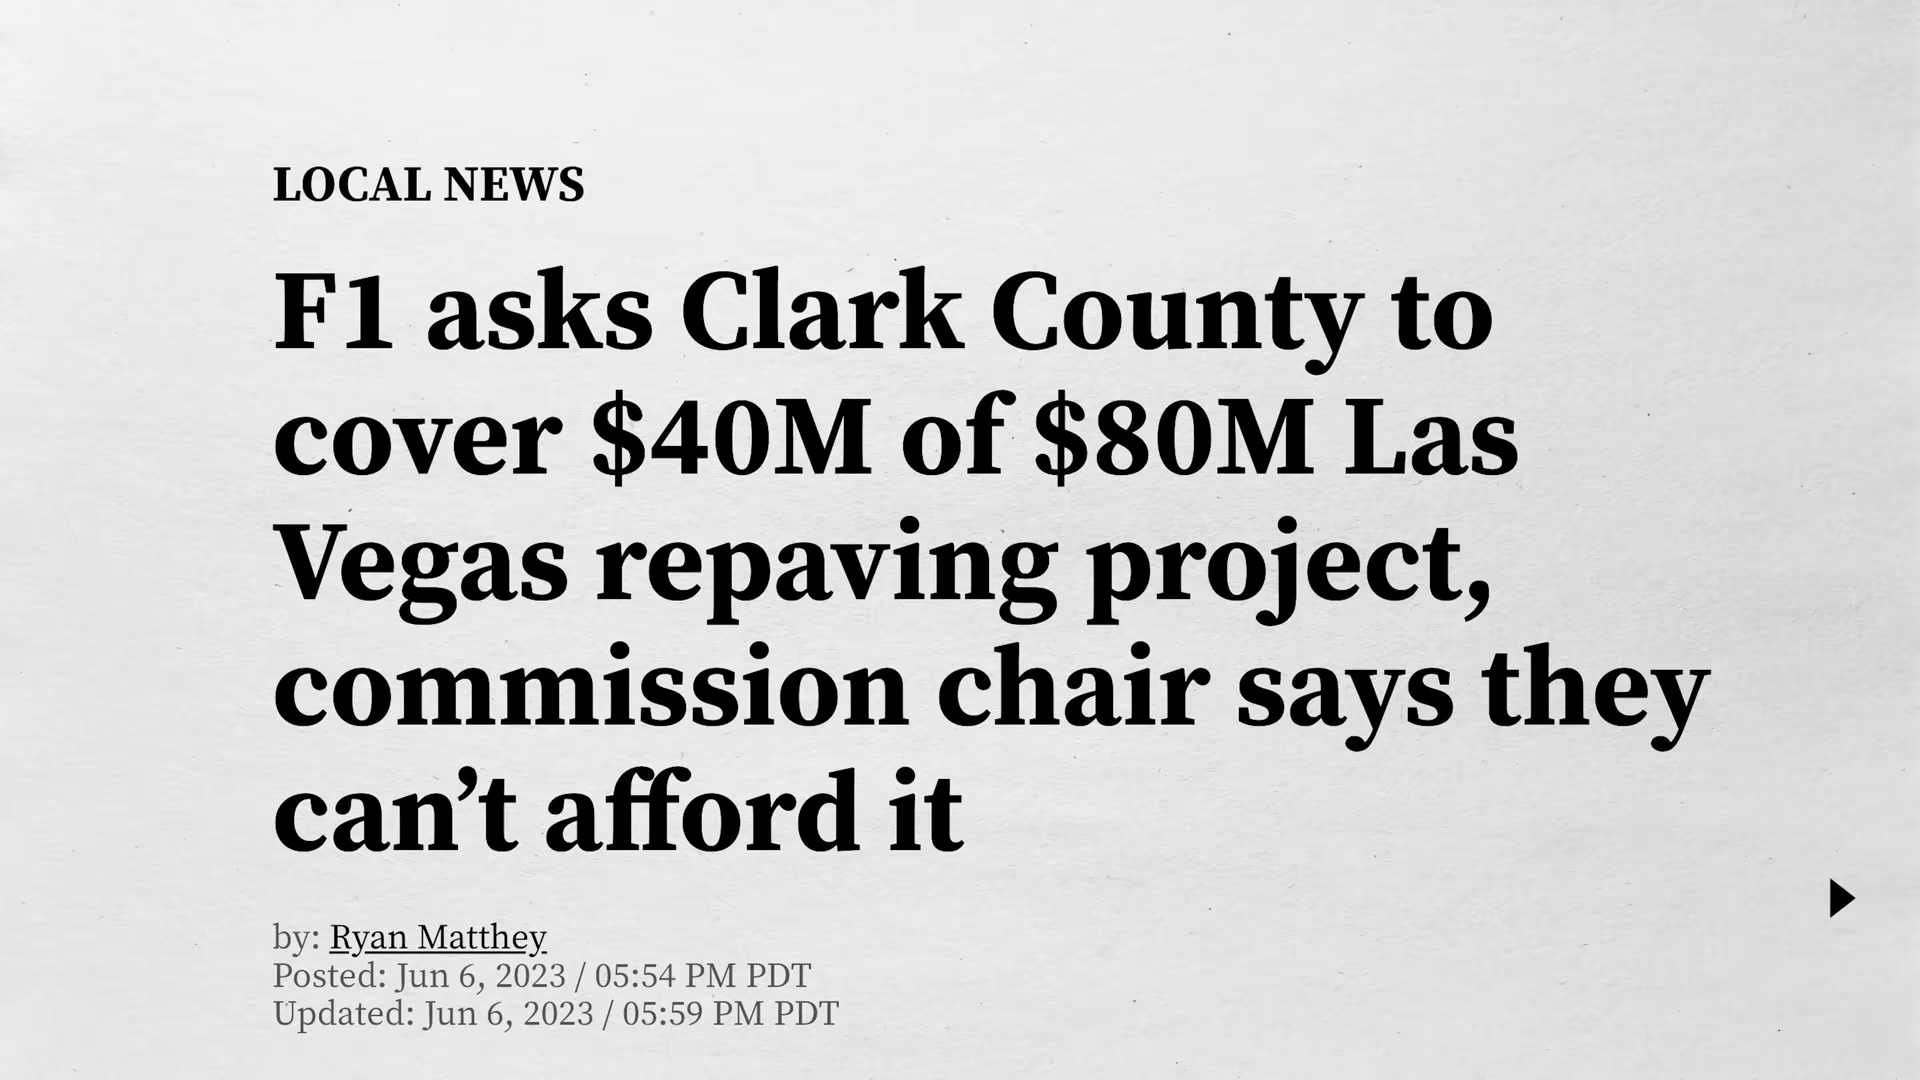 LOCAL NEWS
F1 asks Clark County to
cover $40M of $80M Las
Vegas repaving project,
commission chair says they
can’t afford it
by: Ryan Matthey
Posted: Jun 6, 2023 / 05:54 PM PDT
Updated: Jun 6, 2023 / 05:59 PM PDT